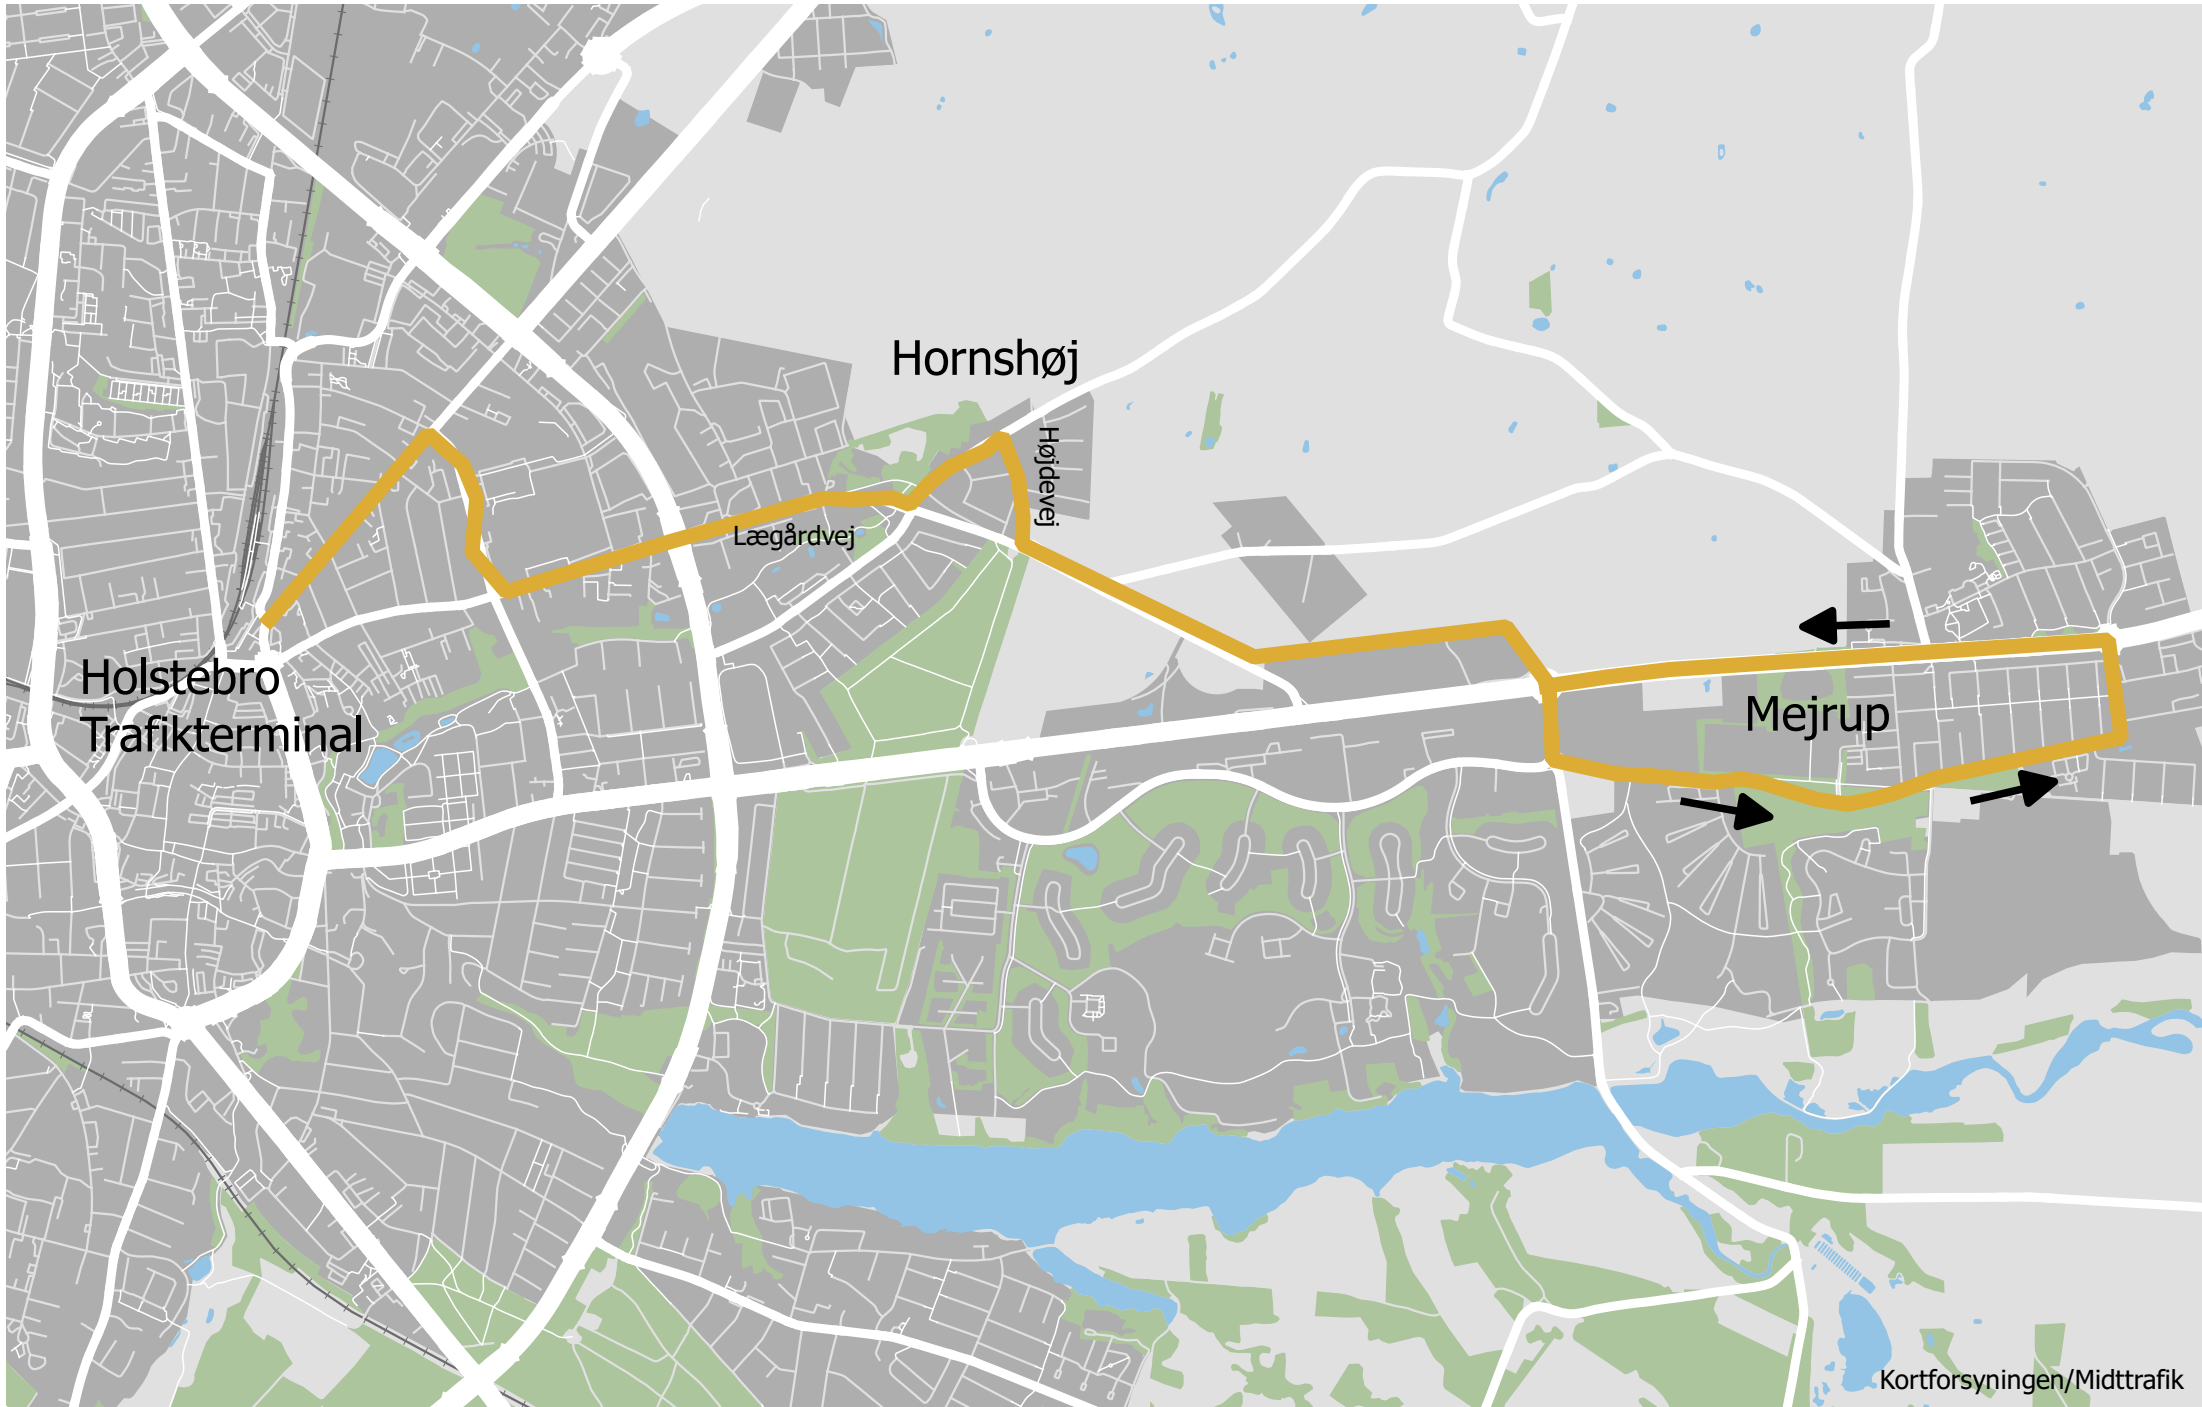 Hornshøj
Højdevej
Lægårdvej
Holstebro
Trafikterminal
Mejrup
Kortforsyningen/Midttrafik